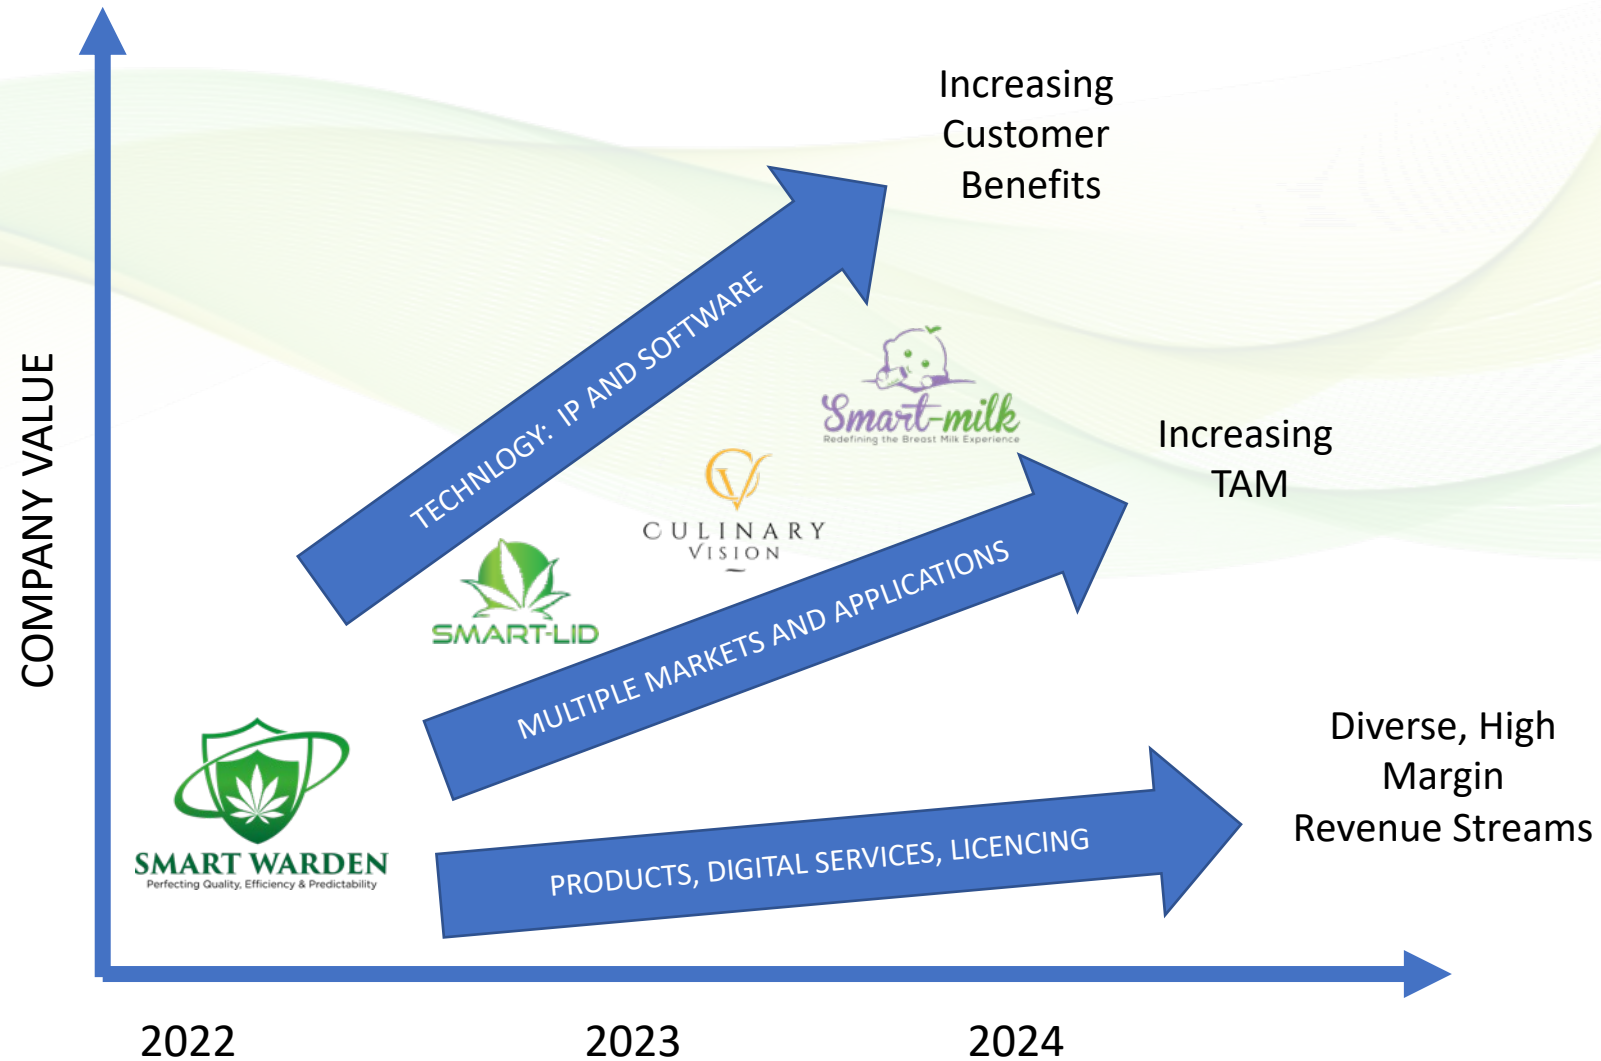 Increasing
Customer
Benefits
TECHNLOGY: IP AND SOFTWARE
COMPANY VALUE
Smart-milk
Redefining the Breast Milk Experience
Increasing
TAM
CV
CULINARY
VISION
SMART-LID
MULTIPLE MARKETS AND APPLICATIONS
Diverse, High
Margin
Revenue Streams
SMART WARDEN
Perfecting Quality, Efficiency & Predictability
PRODUCTS, DIGITAL SERVICES, LICENCING
2022
2023
2024